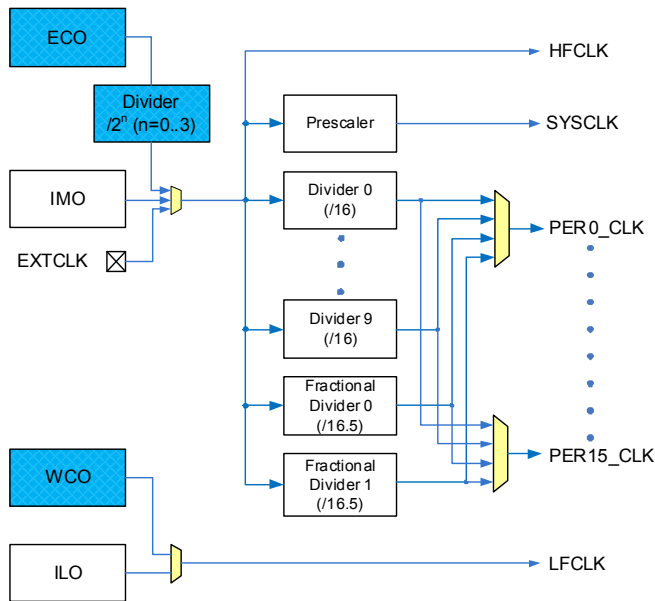 ECO
HFCLK
Divider
/2ⁿ (n=0..3)
Prescaler
SYSCLK
IMO
Divider 0
(/16)
PER0_CLK
EXTCLK
Divider 9
(/16)
Fractional
Divider 0
(/16.5)
WCO
Fractional
Divider 1
(/16.5)
PER15_CLK
ILO
LFCLK